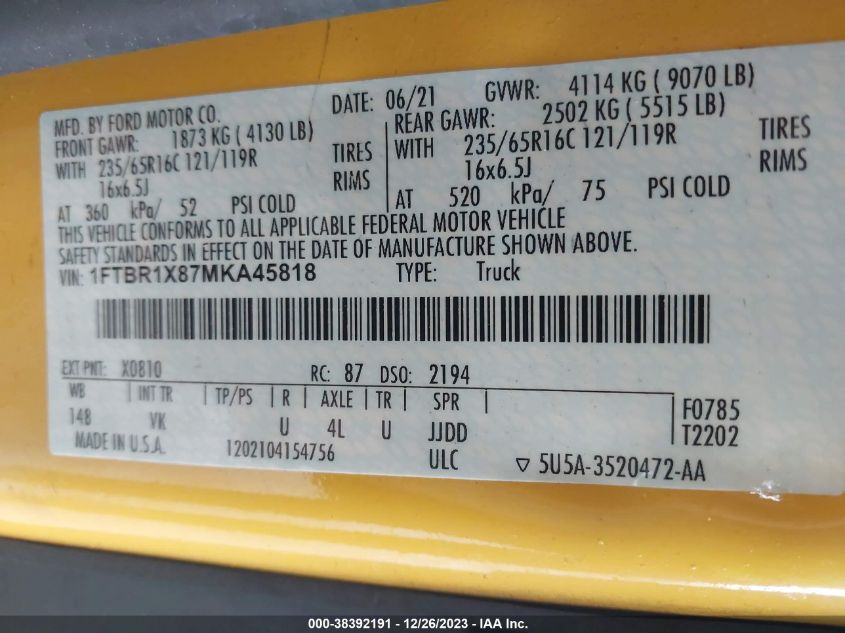 MFD. BY FORD MOTOR CO. DATE: 06/21 GVWR: 4114 KG ( 9070 LB)
FRONT GAWR: 1873 KG ( 4130 LB) REAR GAWR: 2502 KG ( 5515 LB)
WITH 235/65R16C 121/119R TIRES WITH 235/65R16C 121/119R TIRES
16x6.5J RIMS 16x6.5J RIMS
AT 360 kPa/ 52 PSI COLD AT 520 kPa/ 75 PSI COLD
THIS VEHICLE CONFORMS TO ALL APPLICABLE FEDERAL MOTOR VEHICLE
SAFETY STANDARDS IN EFFECT ON THE DATE OF MANUFACTURE SHOWN ABOVE.
VIN: 1FTBR1X87MKA45818 TYPE: Truck
EXT PNT: X0810 RC: 87 DSO: 2194
WB INT TR TP/PS R AXLE TR SPR F0785
148 VK U 4L U JJDD T2202
MADE IN U.S.A. 1202104154756 ULC ▽ 5U5A-3520472-AA
000-38392191 - 12/26/2023 - IAA Inc.